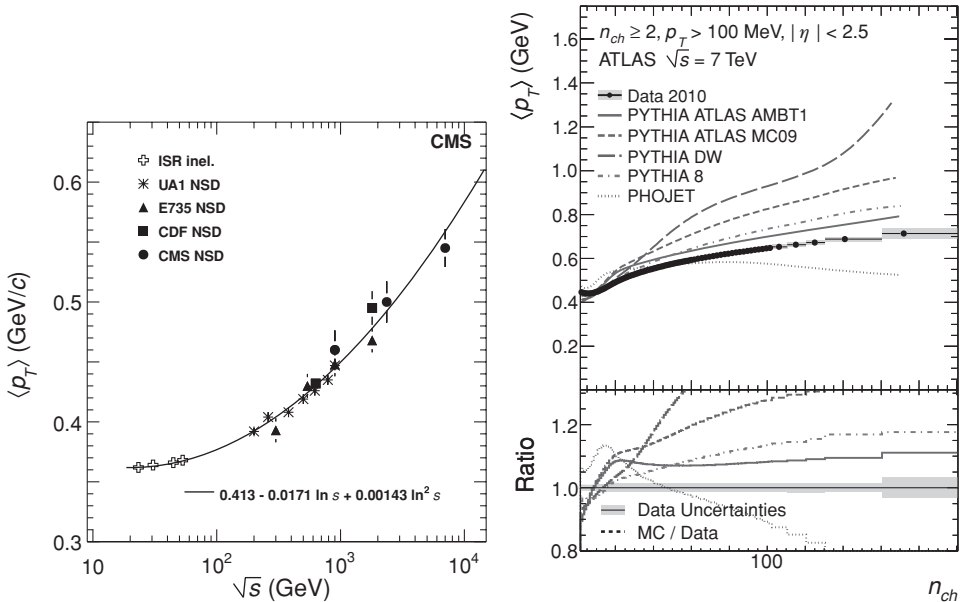 CMS
ISR inel.
UA1 NSD
E735 NSD
CDF NSD
CMS NSD
0.413 - 0.0171 ln s + 0.00143 ln² s
⟨p_T⟩ (GeV/c)
0.6
0.5
0.4
0.3
10
10²
10³
10⁴
√s (GeV)
⟨p_T⟩ (GeV)
1.6
1.4
1.2
1.0
0.8
0.6
0.4
0.2
n_ch ≥ 2, p_T > 100 MeV, | η | < 2.5
ATLAS √s = 7 TeV
Data 2010
PYTHIA ATLAS AMBT1
PYTHIA ATLAS MC09
PYTHIA DW
PYTHIA 8
PHOJET
Ratio
1.2
1.0
0.8
Data Uncertainties
MC / Data
100
n_ch